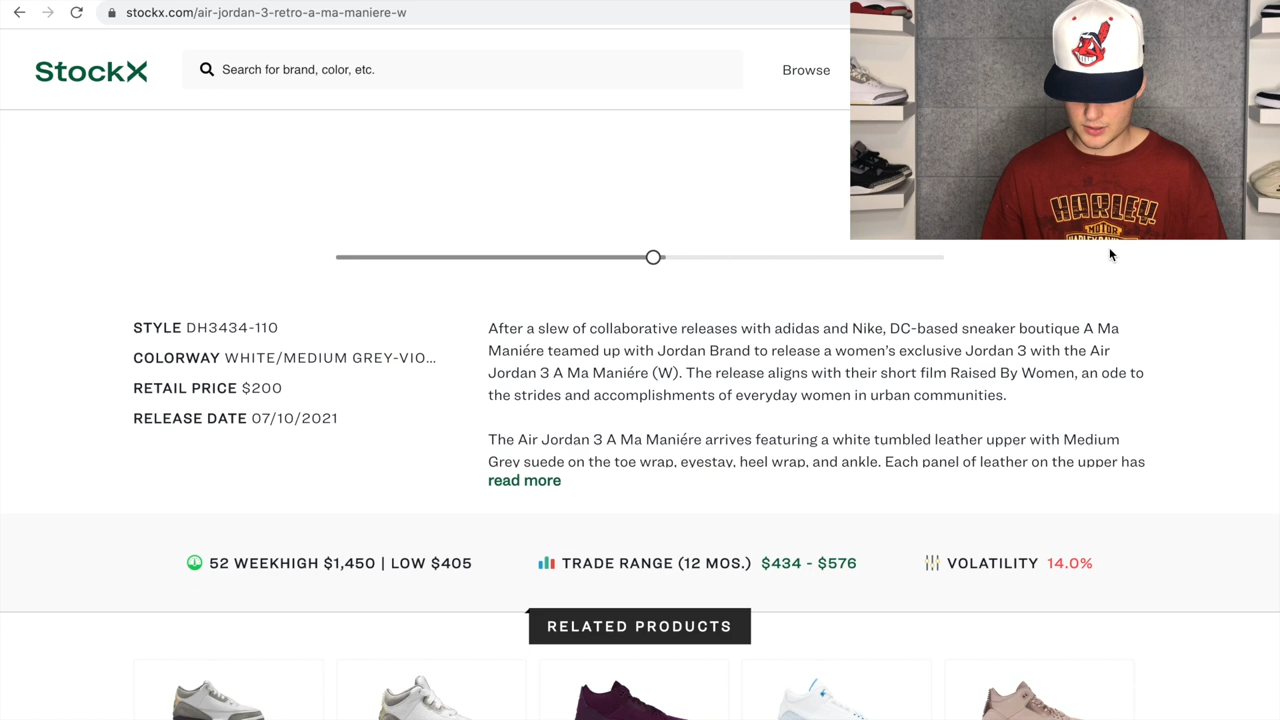 stockx.com/air-jordan-3-retro-a-ma-maniere-w
StockX
Search for brand, color, etc.
Browse
HARLEY
MOTOR
HARLEY-DAVIDSON
STYLE DH3434-110
COLORWAY WHITE/MEDIUM GREY-VIO...
RETAIL PRICE $200
RELEASE DATE 07/10/2021
After a slew of collaborative releases with adidas and Nike, DC-based sneaker boutique A Ma
Maniére teamed up with Jordan Brand to release a women's exclusive Jordan 3 with the Air
Jordan 3 A Ma Maniére (W). The release aligns with their short film Raised By Women, an ode to
the strides and accomplishments of everyday women in urban communities.
The Air Jordan 3 A Ma Maniére arrives featuring a white tumbled leather upper with Medium
Grey suede on the toe wrap, eyestay, heel wrap, and ankle. Each panel of leather on the upper has
read more
52 WEEKHIGH $1,450 | LOW $405
TRADE RANGE (12 MOS.) $434 - $576
VOLATILITY 14.0%
RELATED PRODUCTS